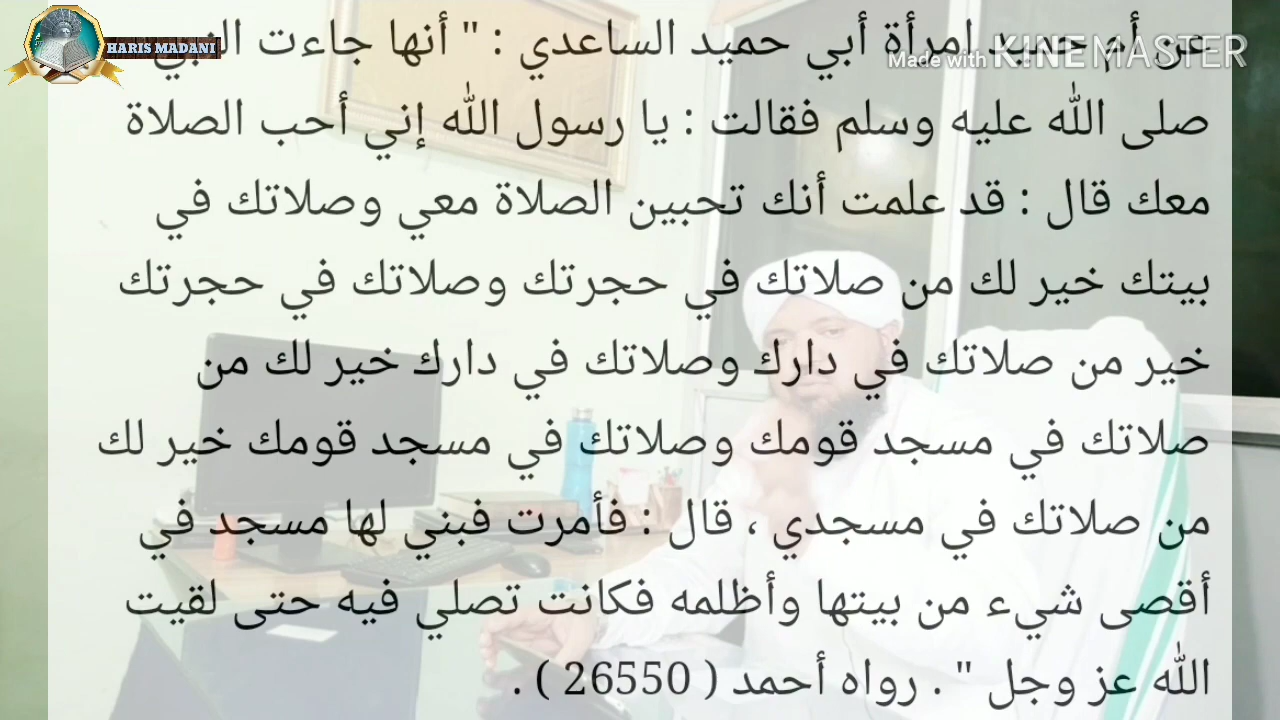 HARIS MADANI
Made with KINEMASTER
عن أم حميد امرأة أبي حميد الساعدي : " أنها جاءت النبي
صلى الله عليه وسلم فقالت : يا رسول الله إني أحب الصلاة
معك قال : قد علمت أنك تحبين الصلاة معي وصلاتك في
بيتك خير لك من صلاتك في حجرتك وصلاتك في حجرتك
خير من صلاتك في دارك وصلاتك في دارك خير لك من
صلاتك في مسجد قومك وصلاتك في مسجد قومك خير لك
من صلاتك في مسجدي ، قال : فأمرت فبني لها مسجد في
أقصى شيء من بيتها وأظلمه فكانت تصلي فيه حتى لقيت
الله عز وجل " . رواه أحمد ( 26550 ) .